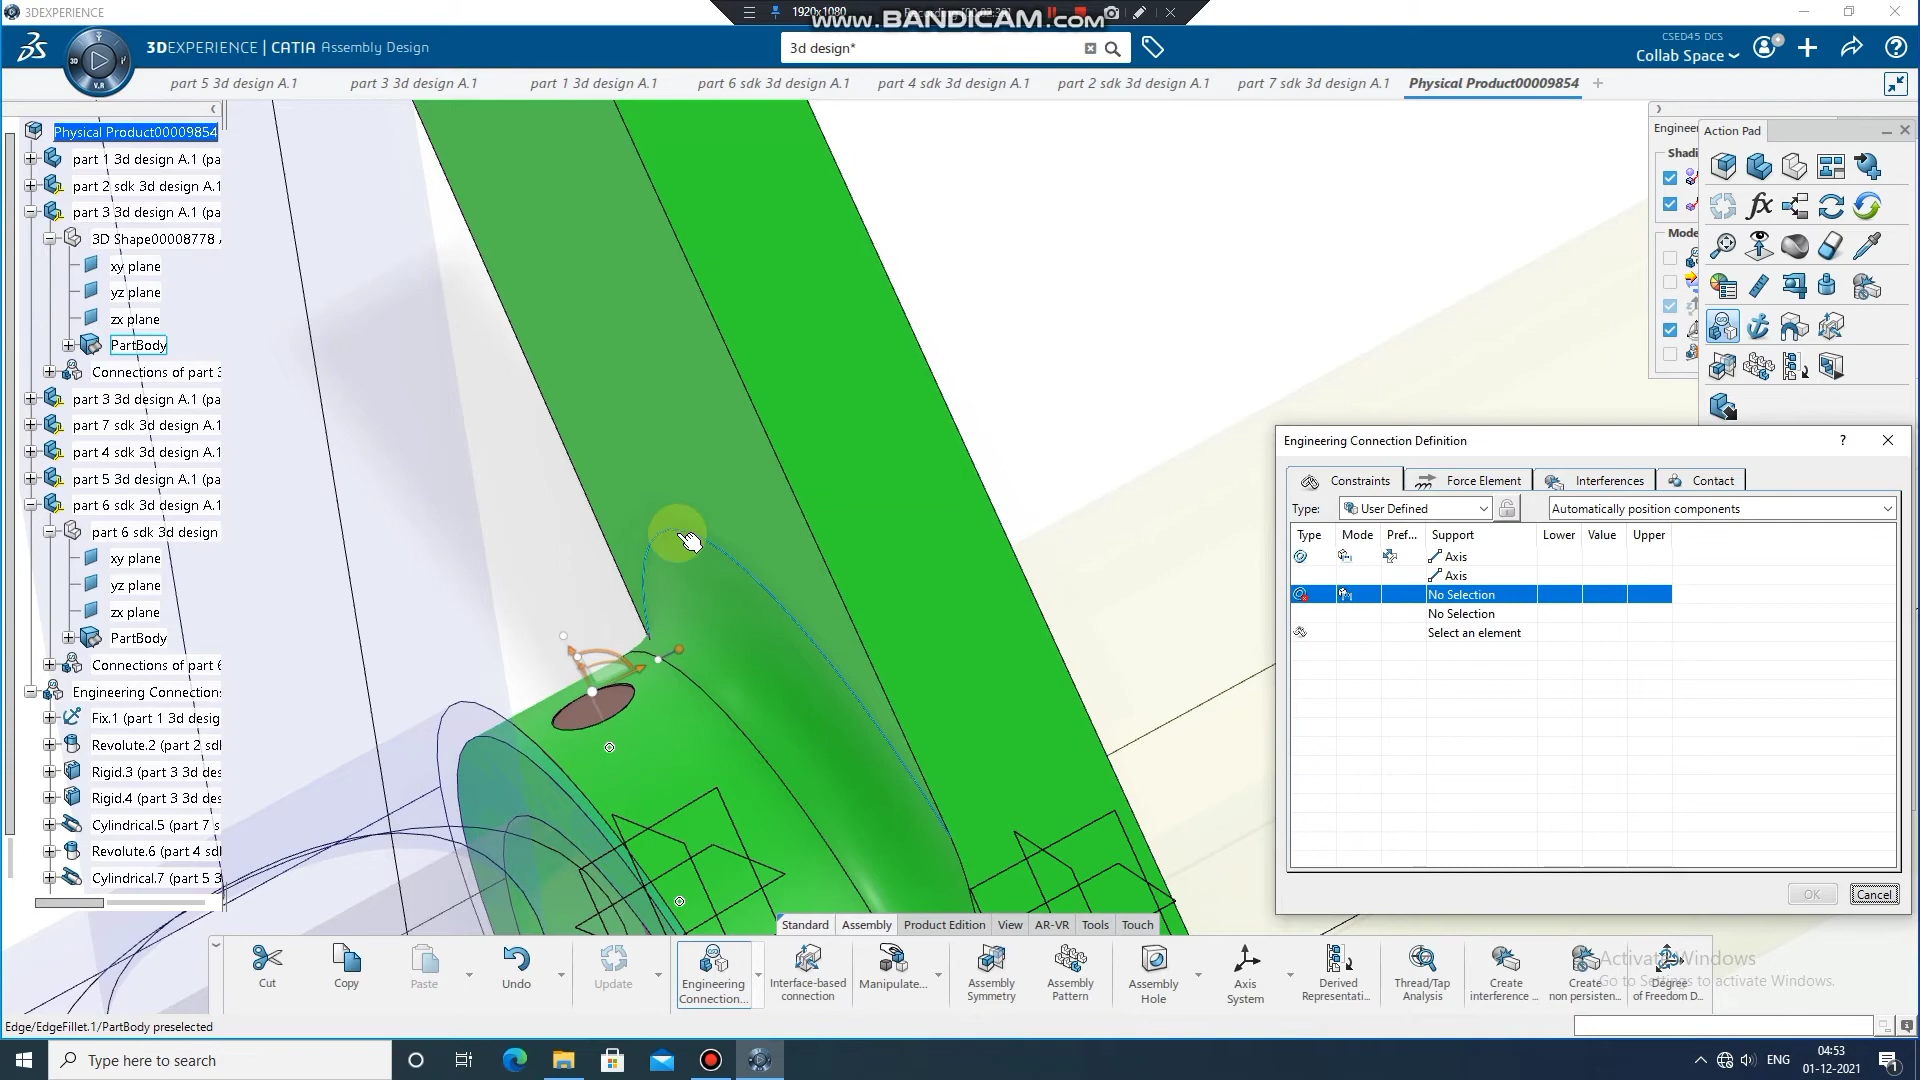 3DEXPERIENCE
1920x1080
www.BANDICAM.com
3DEXPERIENCE | CATIA Assembly Design
3d design*
CSED45 DCS
Collab Space
part 5 3d design A.1
part 3 3d design A.1
part 1 3d design A.1
part 6 sdk 3d design A.1
part 4 sdk 3d design A.1
part 2 sdk 3d design A.1
part 7 sdk 3d design A.1
Physical Product00009854
Physical Product00009854
part 1 3d design A.1 (pa
part 2 sdk 3d design A.1
part 3 3d design A.1 (pa
3D Shape00008778
xy plane
yz plane
zx plane
PartBody
Connections of part 3
part 3 3d design A.1 (pa
part 7 sdk 3d design A.1
part 4 sdk 3d design A.1
part 5 3d design A.1 (pa
part 6 sdk 3d design A.1
part 6 sdk 3d design
xy plane
yz plane
zx plane
PartBody
Connections of part 6
Engineering Connections
Fix.1 (part 1 3d desig
Revolute.2 (part 2 sd
Rigid.3 (part 3 3d des
Rigid.4 (part 3 3d des
Cylindrical.5 (part 7 s
Revolute.6 (part 4 sdl
Cylindrical.7 (part 5 3
Enginee
Shadi
Mode
Action Pad
Engineering Connection Definition
?
Constraints
Force Element
Interferences
Contact
Type:
User Defined
Automatically position components
Type Mode Pref... Support Lower Value Upper
Axis
Axis
No Selection
No Selection
Select an element
OK
Cancel
Standard Assembly Product Edition View AR-VR Tools Touch
Cut
Copy
Paste
Undo
Update
Engineering Connection...
Interface-based connection
Manipulate...
Assembly Symmetry
Assembly Pattern
Assembly Hole
Axis System
Derived Representati...
Thread/Tap Analysis
Create interference ...
Create non persisten...
Degree of Freedom D...
Activate Windows
Go to Settings to activate Windows.
Edge/EdgeFillet.1/PartBody preselected
Type here to search
ENG
04:53
01-12-2021